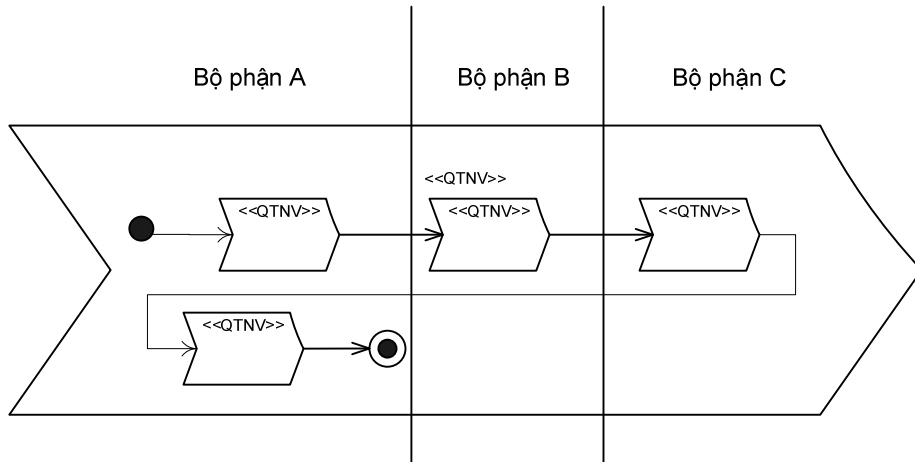 Bộ phận A
Bộ phận B
Bộ phận C
<<QTNV>>
<<QTNV>>
<<QTNV>>
<<QTNV>>
<<QTNV>>